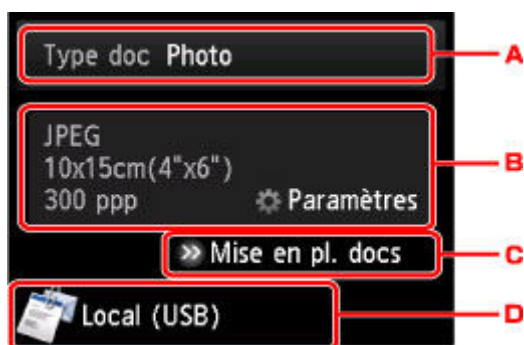 Type doc Photo A
JPEG
10x15cm(4"x6") B
300 ppp Paramètres
Mise en pl. docs C
Local (USB) D